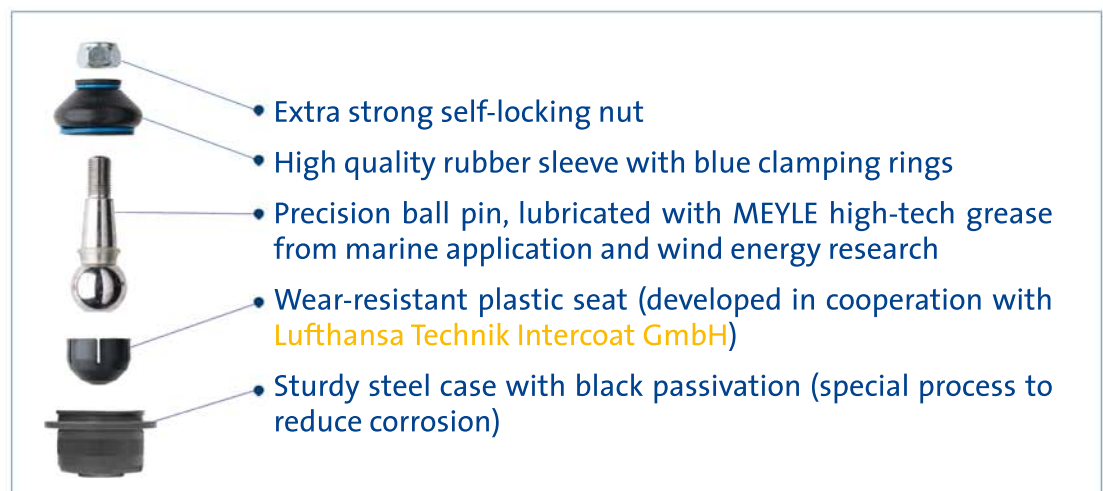 Extra strong self-locking nut
High quality rubber sleeve with blue clamping rings
Precision ball pin, lubricated with MEYLE high-tech grease
from marine application and wind energy research
Wear-resistant plastic seat (developed in cooperation with
Lufthansa Technik Intercoat GmbH)
Sturdy steel case with black passivation (special process to
reduce corrosion)